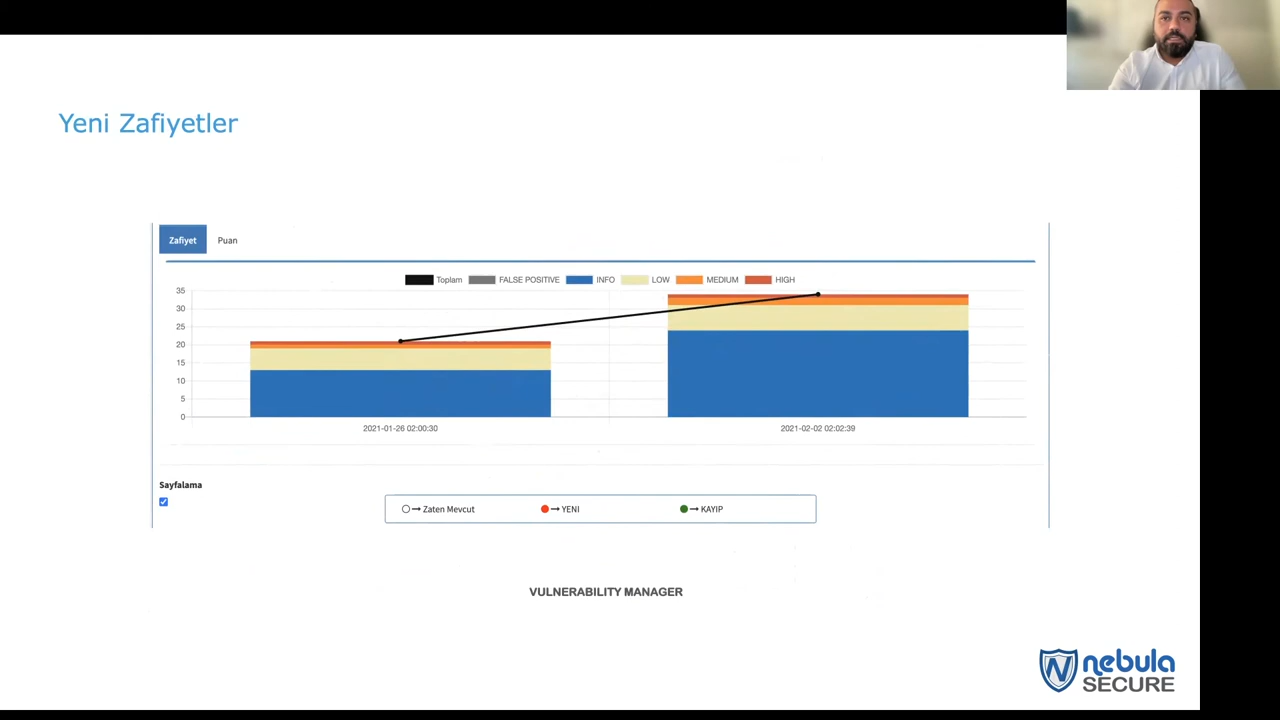 Yeni Zafiyetler
Zafiyet Puan
Toplam FALSE POSITIVE INFO LOW MEDIUM HIGH
35
30
25
20
15
10
5
0
2021-01-26 02:00:30 2021-02-02 02:02:39
Sayfalama
Zaten Mevcut YENI KAYIP
VULNERABILITY MANAGER
nebula
SECURE